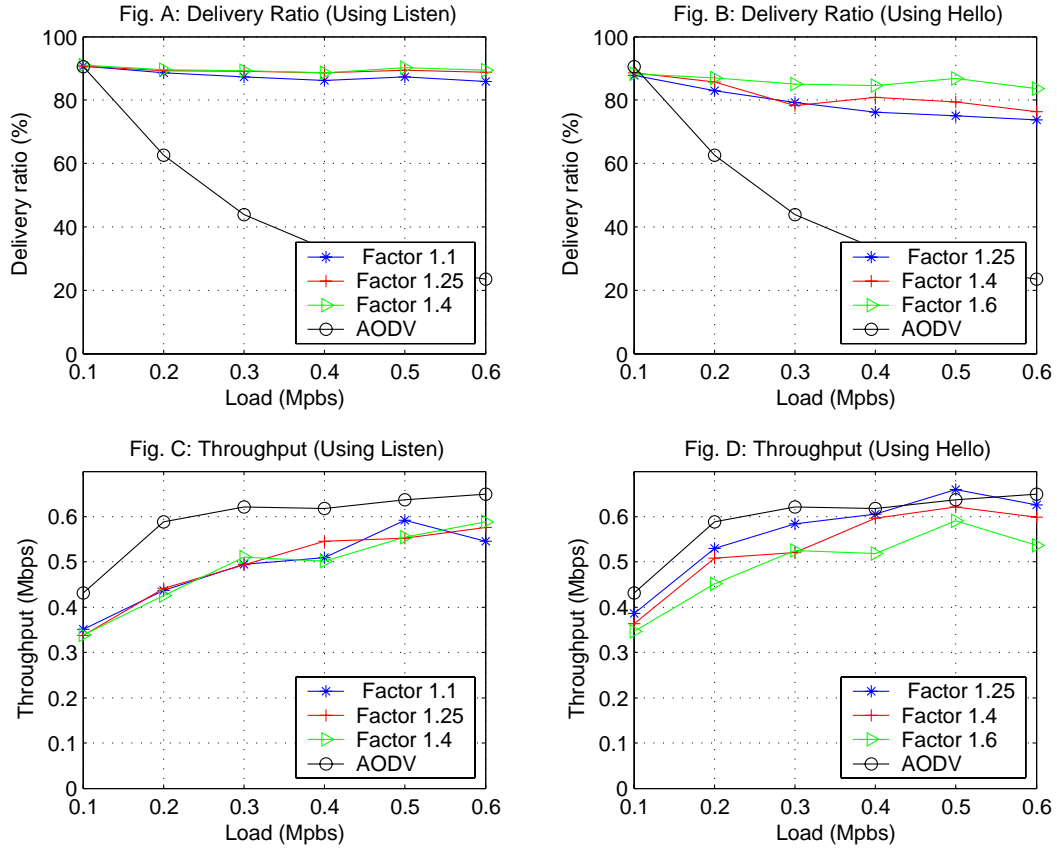 Fig. A: Delivery Ratio (Using Listen)
100
80
60
40
20
0
Delivery ratio (%)
0.1 0.2 0.3 0.4 0.5 0.6
Load (Mpbs)
Factor 1.1
Factor 1.25
Factor 1.4
AODV
Fig. B: Delivery Ratio (Using Hello)
100
80
60
40
20
0
Delivery ratio (%)
0.1 0.2 0.3 0.4 0.5 0.6
Load (Mpbs)
Factor 1.25
Factor 1.4
Factor 1.6
AODV
Fig. C: Throughput (Using Listen)
0.6
0.5
0.4
0.3
0.2
0.1
0
Throughput (Mbps)
0.1 0.2 0.3 0.4 0.5 0.6
Load (Mpbs)
Factor 1.1
Factor 1.25
Factor 1.4
AODV
Fig. D: Throughput (Using Hello)
0.6
0.5
0.4
0.3
0.2
0.1
0
Throughput (Mbps)
0.1 0.2 0.3 0.4 0.5 0.6
Load (Mpbs)
Factor 1.25
Factor 1.4
Factor 1.6
AODV